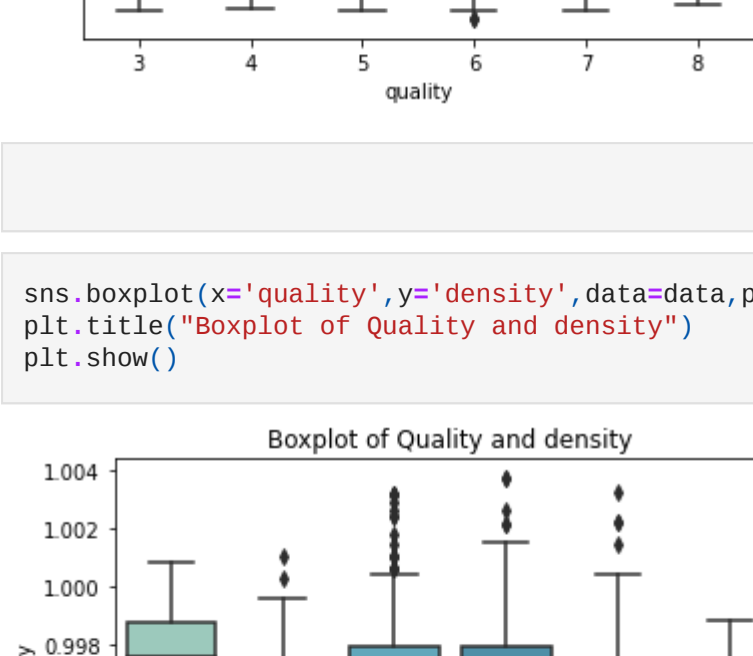 3 4 5 6 7 8
quality
sns.boxplot(x='quality',y='density',data=data,p
plt.title("Boxplot of Quality and density")
plt.show()
Boxplot of Quality and density
1.004
1.002
1.000
0.998
y